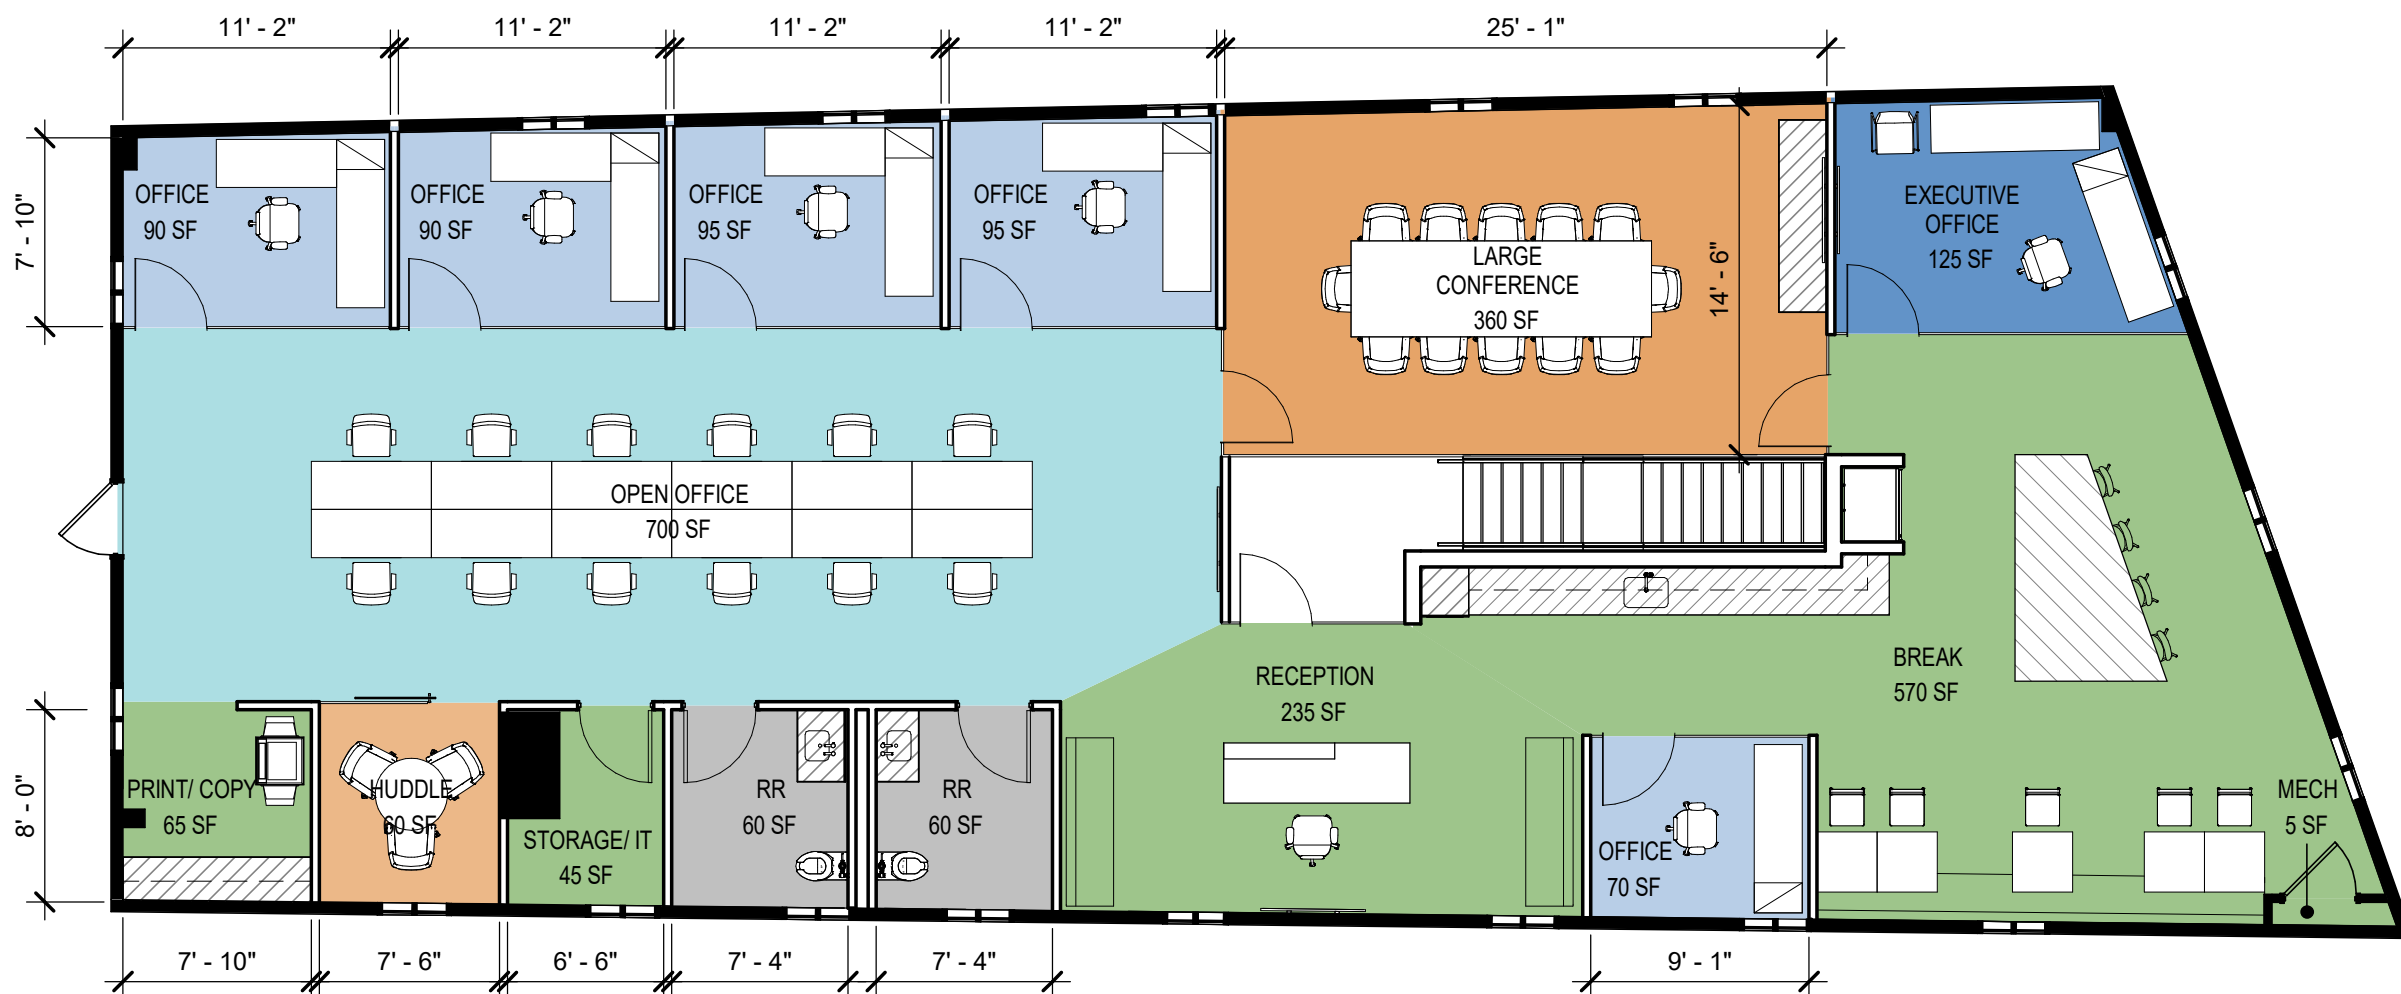 11' - 2"
11' - 2"
11' - 2"
11' - 2"
25' - 1"
7' - 10"
OFFICE
90 SF
OFFICE
90 SF
OFFICE
95 SF
OFFICE
95 SF
LARGE
CONFERENCE
360 SF
14' - 6"
EXECUTIVE
OFFICE
125 SF
OPEN OFFICE
700 SF
RECEPTION
235 SF
BREAK
570 SF
8' - 0"
PRINT/ COPY
65 SF
HUDDLE
60 SF
STORAGE/ IT
45 SF
RR
60 SF
RR
60 SF
OFFICE
70 SF
MECH
5 SF
7' - 10"
7' - 6"
6' - 6"
7' - 4"
7' - 4"
9' - 1"